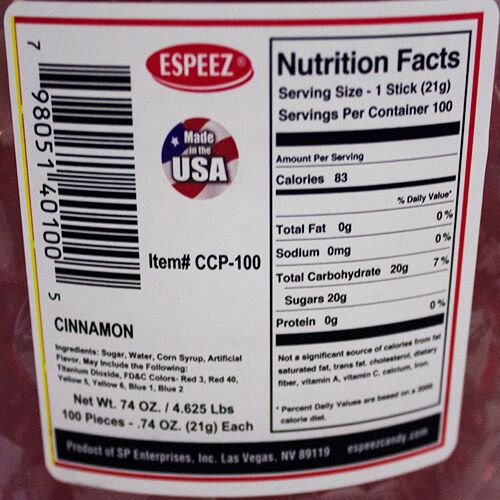 7 98051 40100 5
ESPEEZ®
Made
in the
USA
Item# CCP-100
CINNAMON
Ingredients: Sugar, Water, Corn Syrup, Artificial
Flavor, May Include the Following:
Titanium Dioxide, FD&C Colors- Red 3, Red 40,
Yellow 5, Yellow 6, Blue 1, Blue 2
Net Wt. 74 OZ. / 4.625 Lbs
100 Pieces - .74 OZ. (21g) Each
Nutrition Facts
Serving Size - 1 Stick (21g)
Servings Per Container 100
Amount Per Serving
Calories 83
% Daily Value*
Total Fat 0g 0%
Sodium 0mg 0%
Total Carbohydrate 20g 7%
Sugars 20g
Protein 0g 0%
Not a significant source of calories from fat
saturated fat, trans fat, cholesterol, dietary
fiber, vitamin A, vitamin C, calcium, iron.
* Percent Daily Values are based on a 2000
calorie diet.
Product of SP Enterprises, Inc. Las Vegas, NV 89119 espeezcandy.com